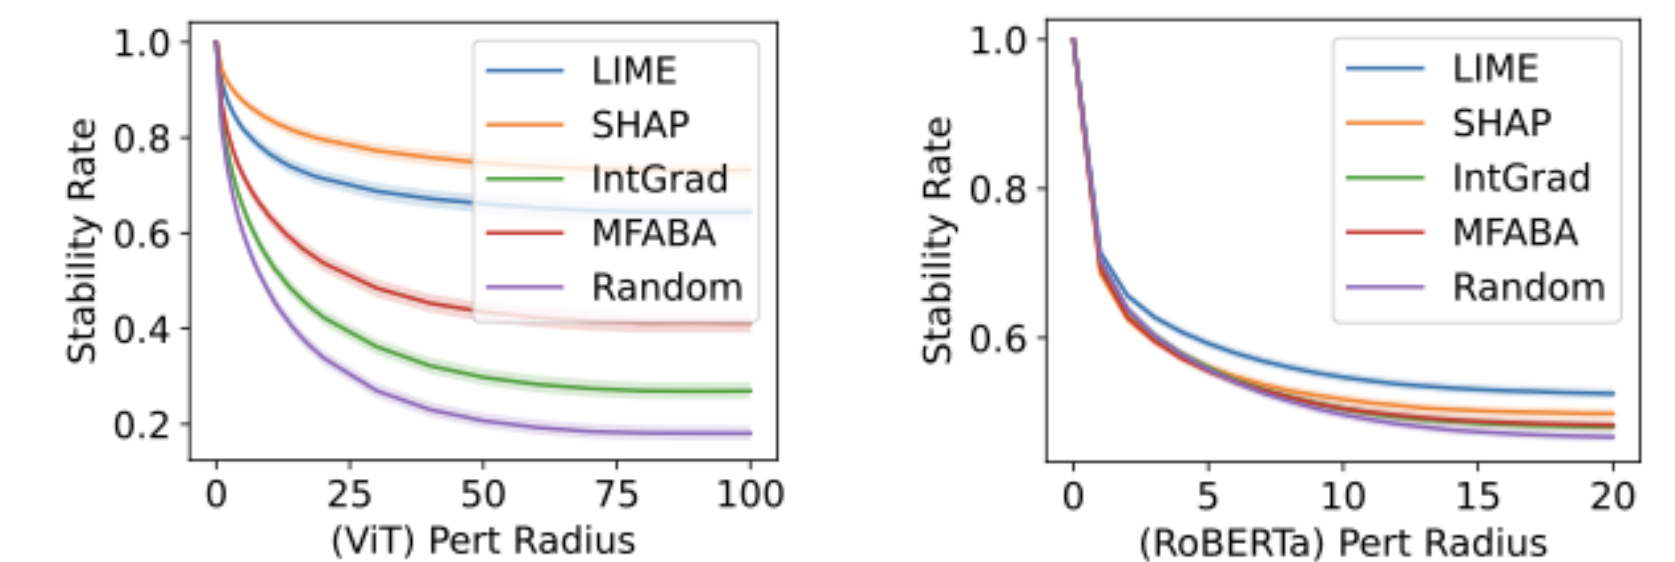 1.0
0.8
0.6
0.4
0.2
Stability Rate
LIME
SHAP
IntGrad
MFABA
Random
0 25 50 75 100
(ViT) Pert Radius
1.0
0.8
0.6
Stability Rate
LIME
SHAP
IntGrad
MFABA
Random
0 5 10 15 20
(RoBERTa) Pert Radius